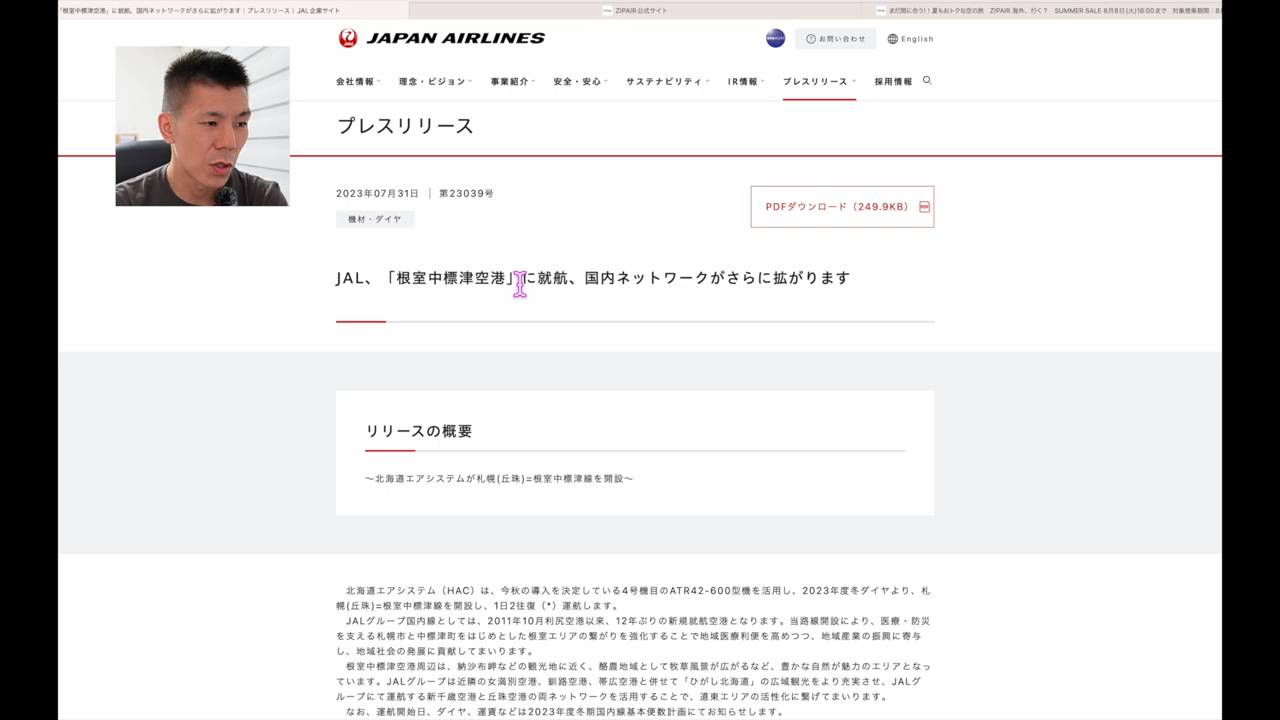 「根室中標津空港」に就航、国内ネットワークがさらに拡がります｜プレスリリース｜JAL企業サイト
ZIPAIR公式サイト
まだ間に合う!! 夏もおトクな空の旅　ZIPAIR 海外、行く？　SUMMER SALE 8月8日(火)18:00まで　対象搭乗期間：8月
JAL
JAPAN AIRLINES
お問い合わせ
English
会社情報
理念・ビジョン
事業紹介
安全・安心
サステナビリティ
IR情報
プレスリリース
採用情報
プレスリリース
2023年07月31日　｜　第23039号
機材・ダイヤ
PDFダウンロード（249.9KB）
PDF
JAL、「根室中標津空港」に就航、国内ネットワークがさらに拡がります
リリースの概要
～北海道エアシステムが札幌(丘珠)=根室中標津線を開設～
北海道エアシステム（HAC）は、今秋の導入を決定している4号機目のATR42-600型機を活用し、2023年度冬ダイヤより、札
幌(丘珠)=根室中標津線を開設し、1日2往復（*）運航します。
JALグループ国内線としては、2011年10月利尻空港以来、12年ぶりの新規就航空港となります。当路線開設により、医療・防災
を支える札幌市と中標津町をはじめとした根室エリアの繋がりを強化することで地域医療利便を高めつつ、地域産業の振興に寄与
し、地域社会の発展に貢献してまいります。
根室中標津空港周辺は、納沙布岬などの観光地に近く、酪農地域として牧草風景が広がるなど、豊かな自然が魅力のエリアとなっ
ています。JALグループは近隣の女満別空港、釧路空港、帯広空港と併せて「ひがし北海道」の広域観光をより充実させ、JALグ
ループにて運航する新千歳空港と丘珠空港の両ネットワークを活用することで、道東エリアの活性化に繋げてまいります。
なお、運航開始日、ダイヤ、運賃などは2023年度冬期国内線基本便数計画にてお知らせします。